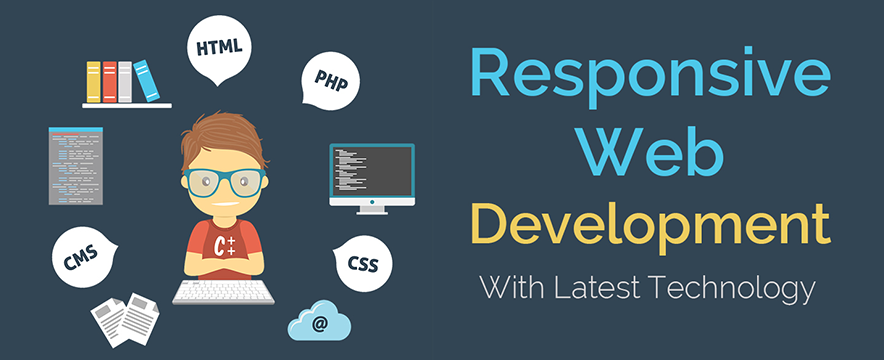 HTML
PHP
CMS
C++
CSS
@
Responsive
Web
Development
With Latest Technology